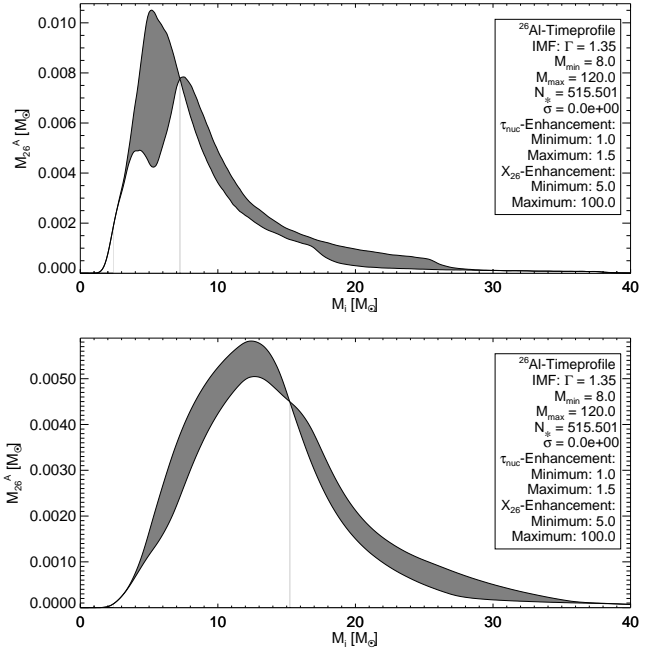 0.010
0.008
0.006
0.004
0.002
0.000
M₂₆ᴬ [M☉]
0 10 20 30 40
Mᵢ [M☉]
²⁶Al-Timeprofile
IMF: Γ = 1.35
Mmin = 8.0
Mmax = 120.0
N* = 515.501
σ = 0.0e+00
τnuc-Enhancement:
Minimum: 1.0
Maximum: 1.5
X₂₆-Enhancement:
Minimum: 5.0
Maximum: 100.0
0.0050
0.0040
0.0030
0.0020
0.0010
0.0000
M₂₆ᴬ [M☉]
0 10 20 30 40
Mᵢ [M☉]
²⁶Al-Timeprofile
IMF: Γ = 1.35
Mmin = 8.0
Mmax = 120.0
N* = 515.501
σ = 0.0e+00
τnuc-Enhancement:
Minimum: 1.0
Maximum: 1.5
X₂₆-Enhancement:
Minimum: 5.0
Maximum: 100.0